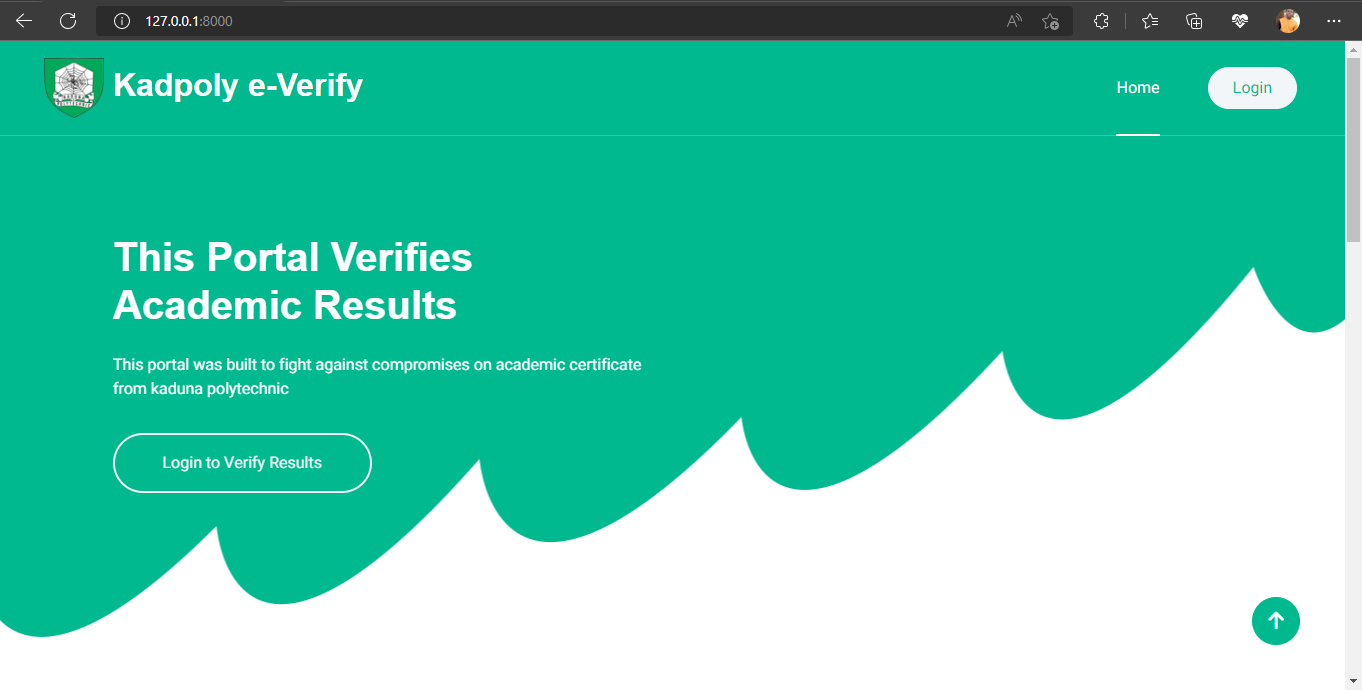 127.0.0.1:8000
Kadpoly e-Verify
Home
Login
This Portal Verifies
Academic Results
This portal was built to fight against compromises on academic certificate
from kaduna polytechnic
Login to Verify Results